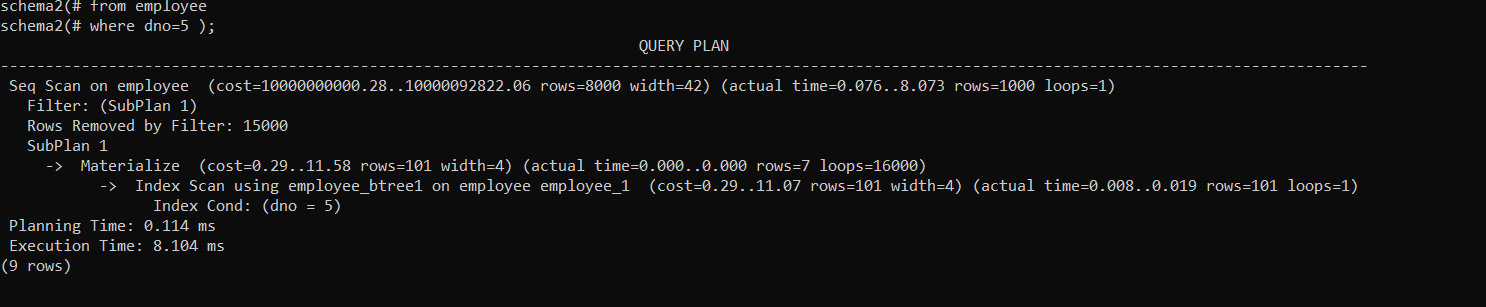 schema2(# from employee
schema2(# where dno=5 );
QUERY PLAN
---------------------------------------------------------------------------------------------------------------------------------------------------------
Seq Scan on employee  (cost=10000000000.28..10000092822.06 rows=8000 width=42) (actual time=0.076..8.073 rows=1000 loops=1)
Filter: (SubPlan 1)
Rows Removed by Filter: 15000
SubPlan 1
->  Materialize  (cost=0.29..11.58 rows=101 width=4) (actual time=0.000..0.000 rows=7 loops=16000)
->  Index Scan using employee_btree1 on employee employee_1  (cost=0.29..11.07 rows=101 width=4) (actual time=0.008..0.019 rows=101 loops=1)
Index Cond: (dno = 5)
Planning Time: 0.114 ms
Execution Time: 8.104 ms
(9 rows)